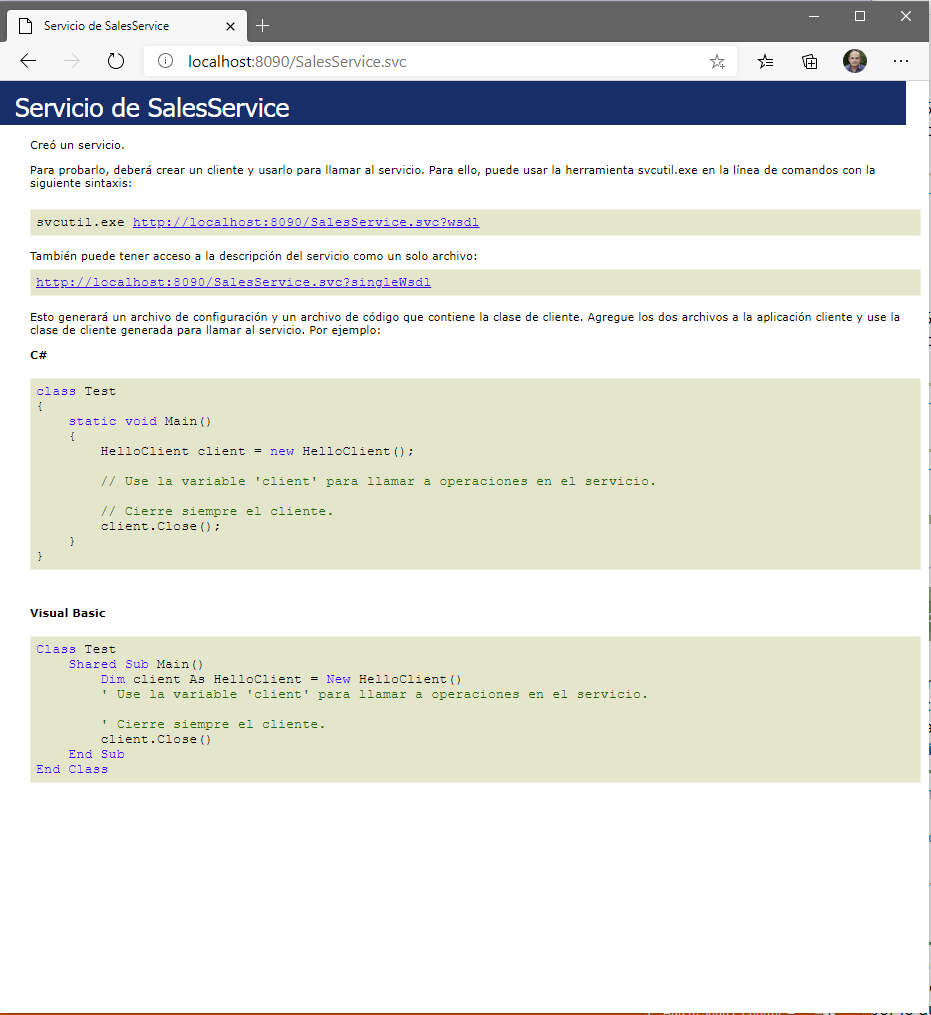 Servicio de SalesService
localhost:8090/SalesService.svc
Servicio de SalesService
Creó un servicio.
Para probarlo, deberá crear un cliente y usarlo para llamar al servicio. Para ello, puede usar la herramienta svcutil.exe en la línea de comandos con la
siguiente sintaxis:
svcutil.exe http://localhost:8090/SalesService.svc?wsdl
También puede tener acceso a la descripción del servicio como un solo archivo:
http://localhost:8090/SalesService.svc?singleWsdl
Esto generará un archivo de configuración y un archivo de código que contiene la clase de cliente. Agregue los dos archivos a la aplicación cliente y use la
clase de cliente generada para llamar al servicio. Por ejemplo:
C#
class Test
{
    static void Main()
    {
        HelloClient client = new HelloClient();
        // Use la variable 'client' para llamar a operaciones en el servicio.
        // Cierre siempre el cliente.
        client.Close();
    }
}
Visual Basic
Class Test
    Shared Sub Main()
        Dim client As HelloClient = New HelloClient()
        ' Use la variable 'client' para llamar a operaciones en el servicio.
        ' Cierre siempre el cliente.
        client.Close()
    End Sub
End Class